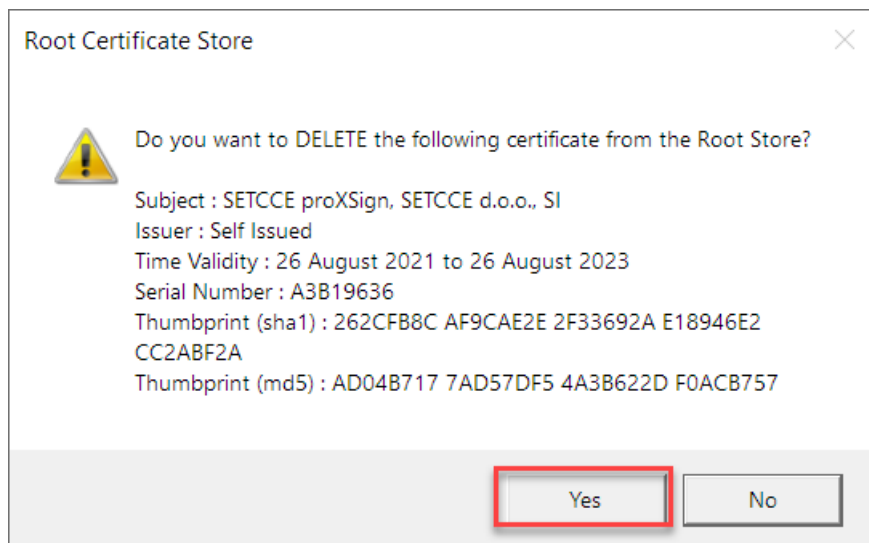 Root Certificate Store
Do you want to DELETE the following certificate from the Root Store?
Subject : SETCCE proXSign, SETCCE d.o.o., SI
Issuer : Self Issued
Time Validity : 26 August 2021 to 26 August 2023
Serial Number : A3B19636
Thumbprint (sha1) : 262CFB8C AF9CAE2E 2F33692A E18946E2
CC2ABF2A
Thumbprint (md5) : AD04B717 7AD57DF5 4A3B622D F0ACB757
Yes
No